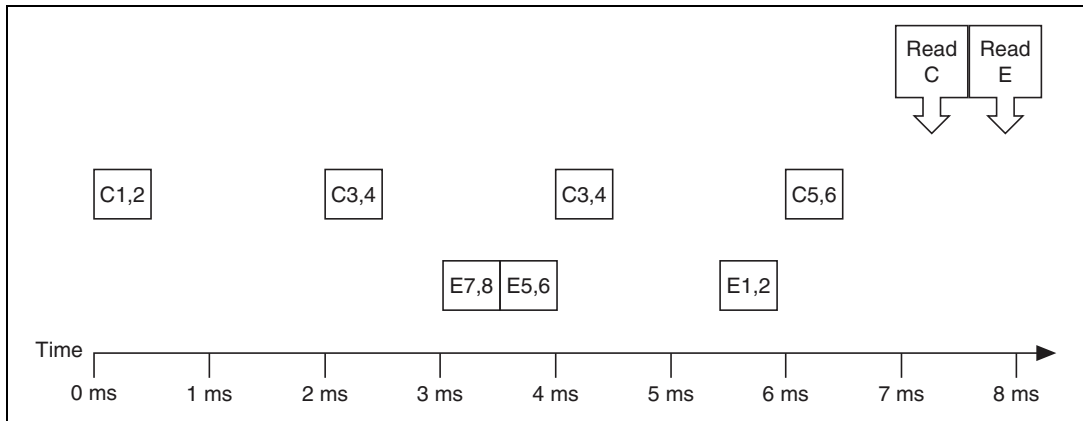 Read C
Read E
C1,2 C3,4 C3,4 C5,6
E7,8 E5,6 E1,2
Time
0 ms 1 ms 2 ms 3 ms 4 ms 5 ms 6 ms 7 ms 8 ms